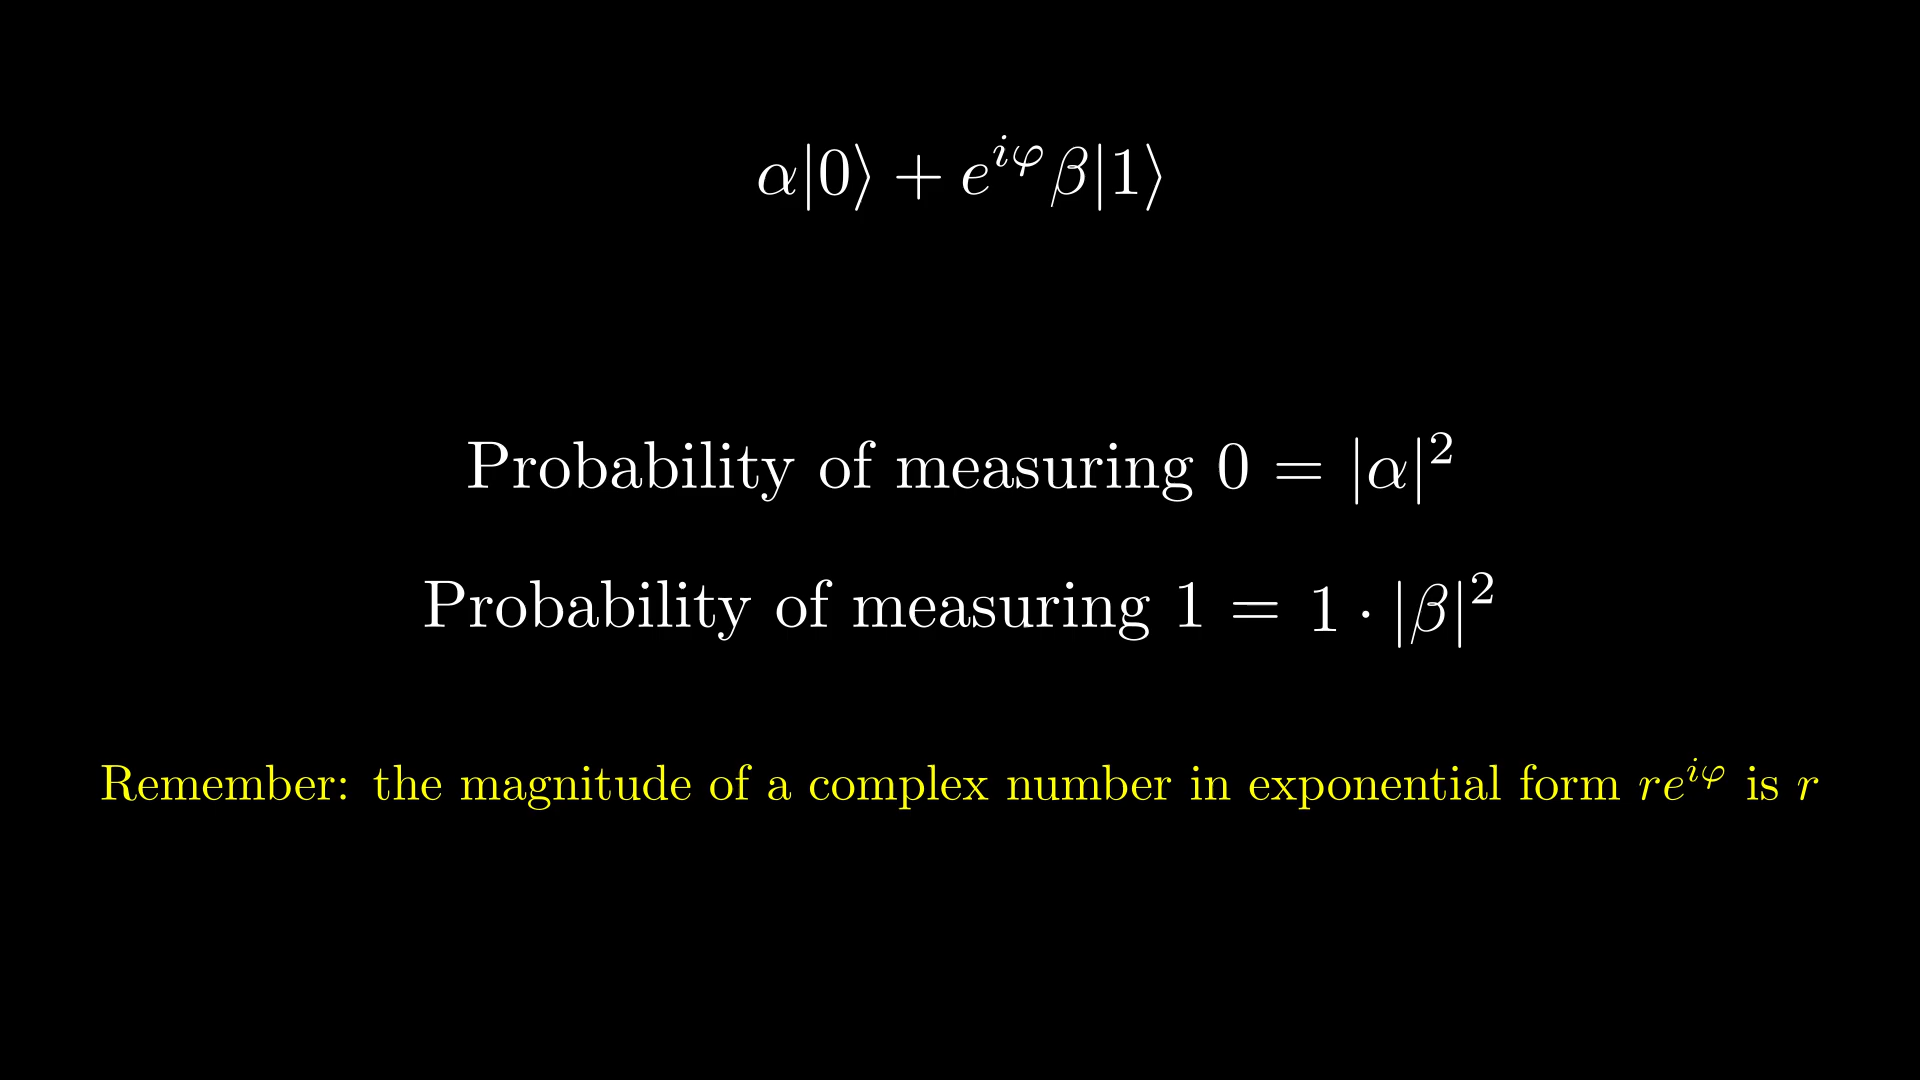 α|0⟩ + e^{iφ}β|1⟩
Probability of measuring 0 = |α|²
Probability of measuring 1 = 1 · |β|²
Remember: the magnitude of a complex number in exponential form re^{iφ} is r